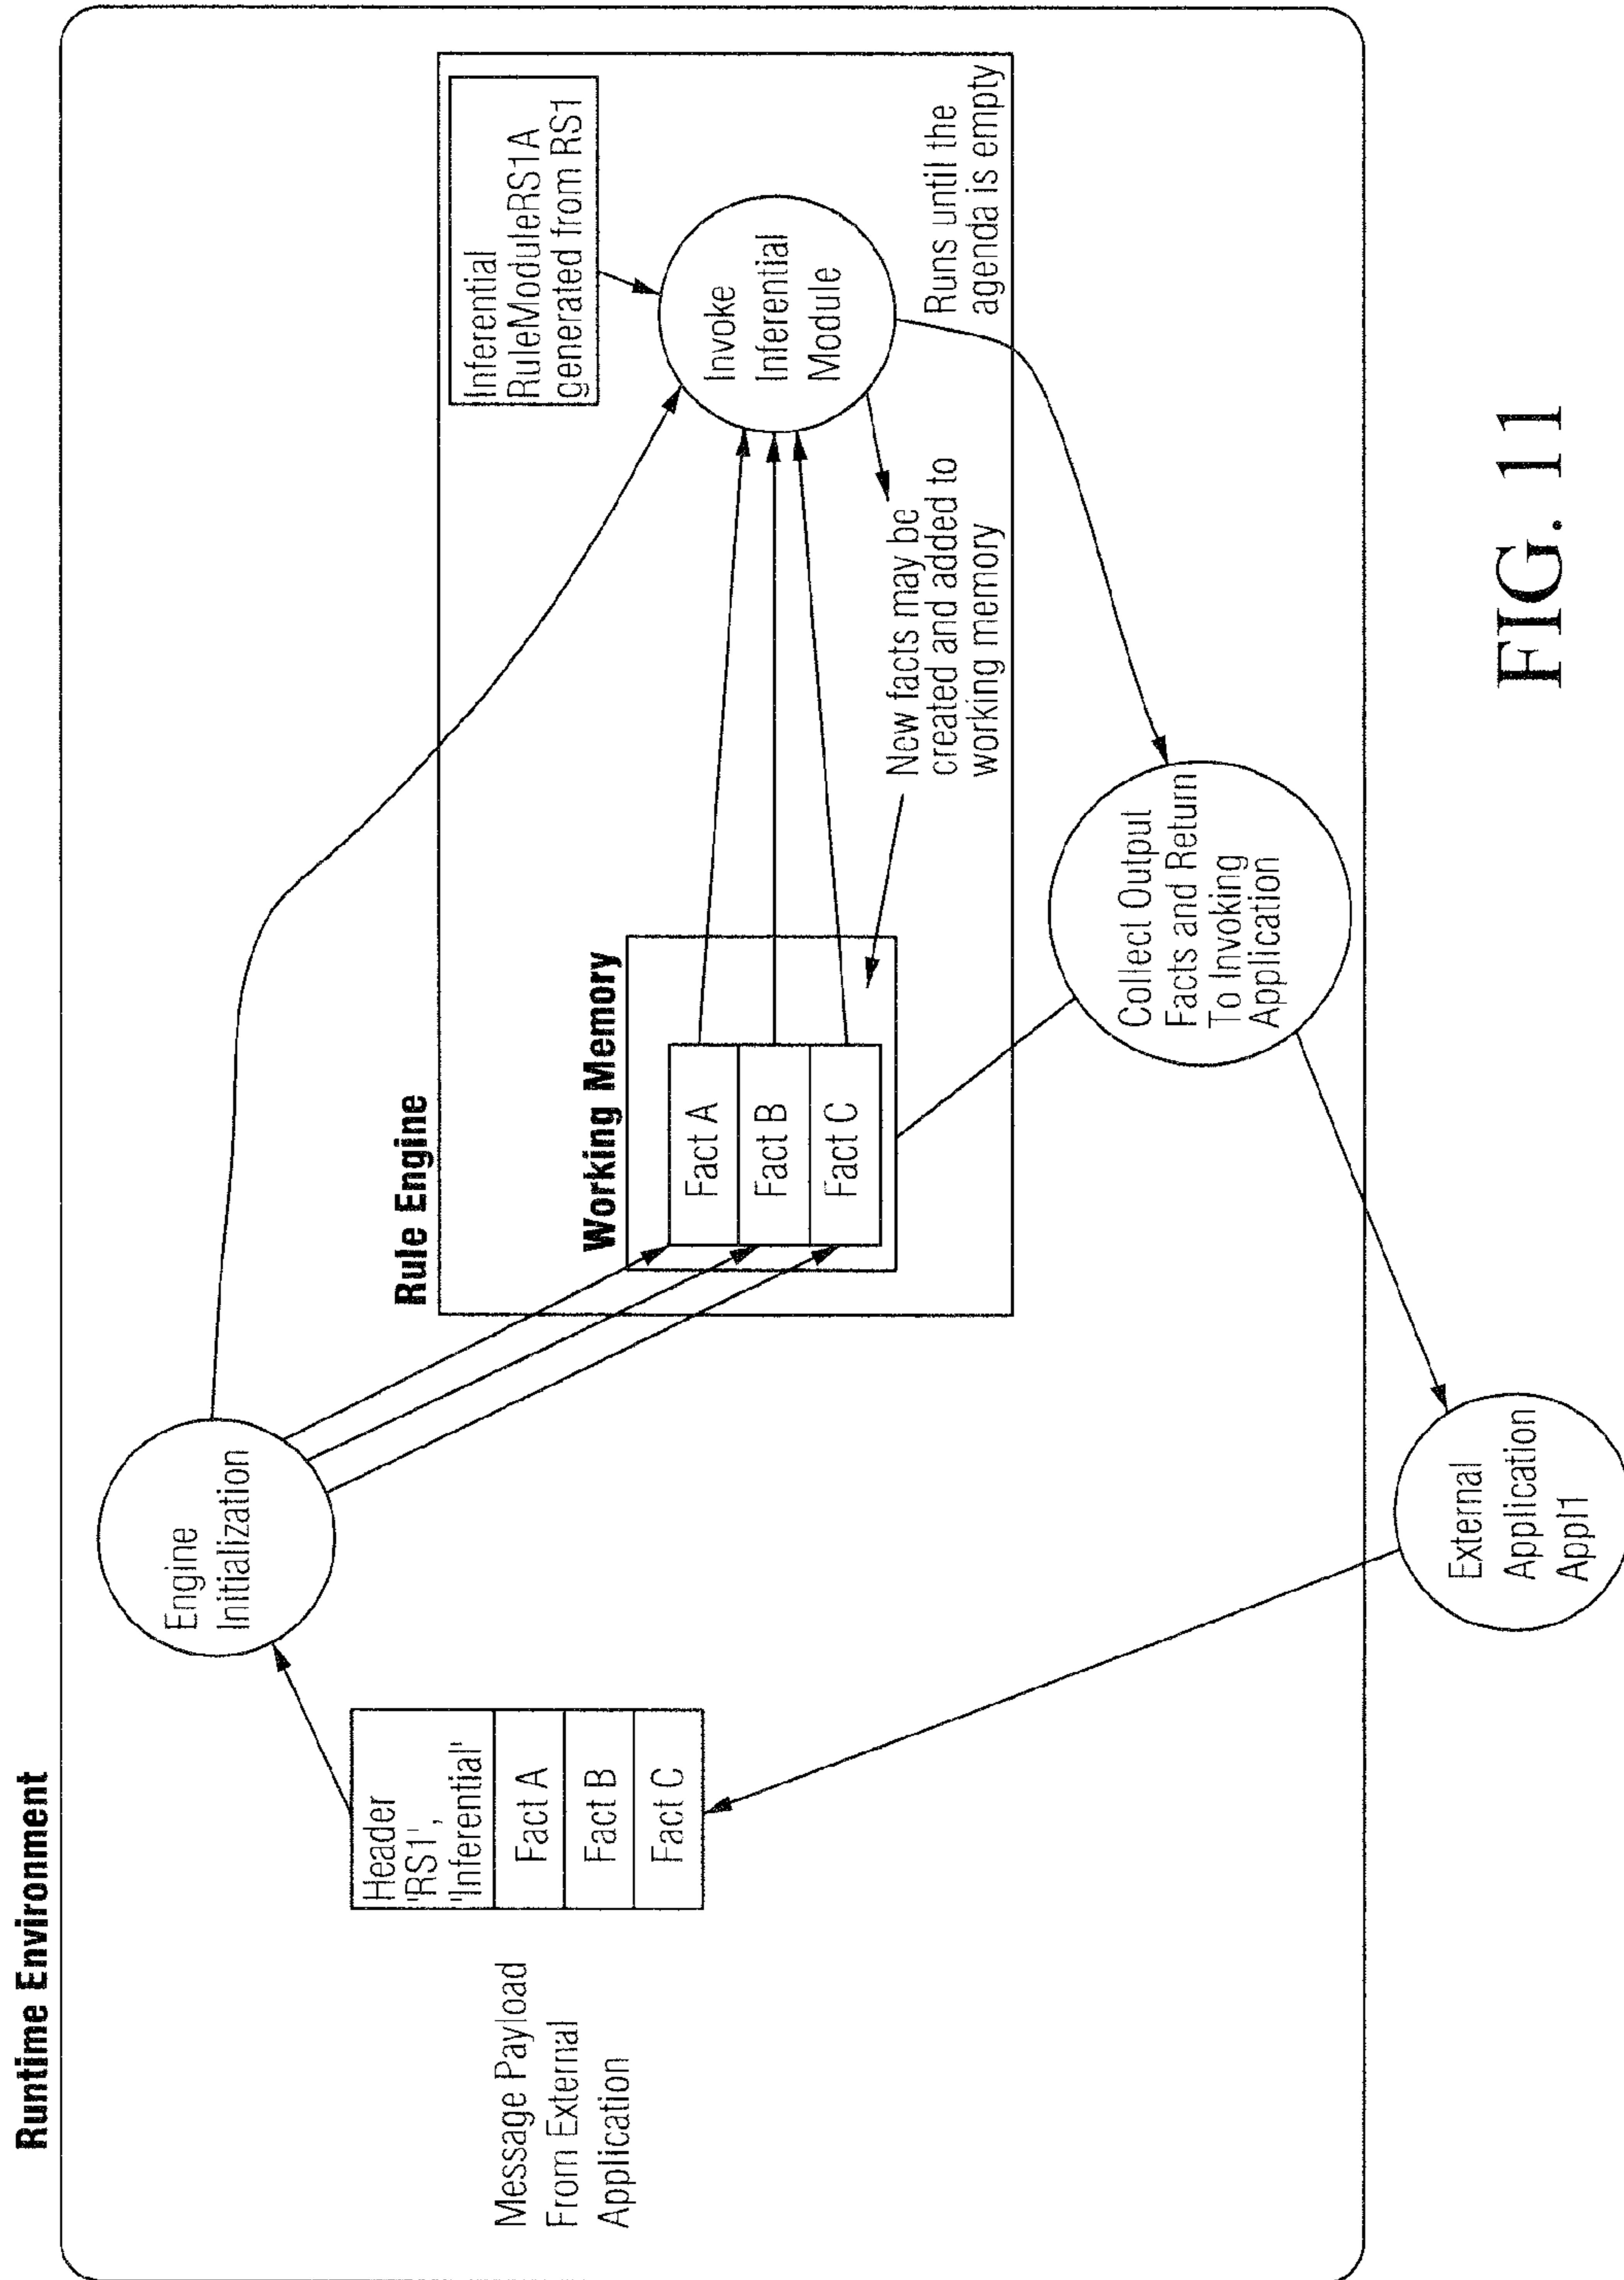 Runtime Environment
Engine
Initialization
Header
'RS1',
'Inferential'
Fact A
Fact B
Fact C
Message Payload
From External
Application
Rule Engine
Working Memory
Fact A
Fact B
Fact C
Inferential
RuleModuleRS1A
generated from RS1
Invoke
Inferential
Module
New facts may be
created and added to
working memory
Runs until the
agenda is empty
Collect Output
Facts and Return
To Invoking
Application
External
Application
Appl1
FIG. 11